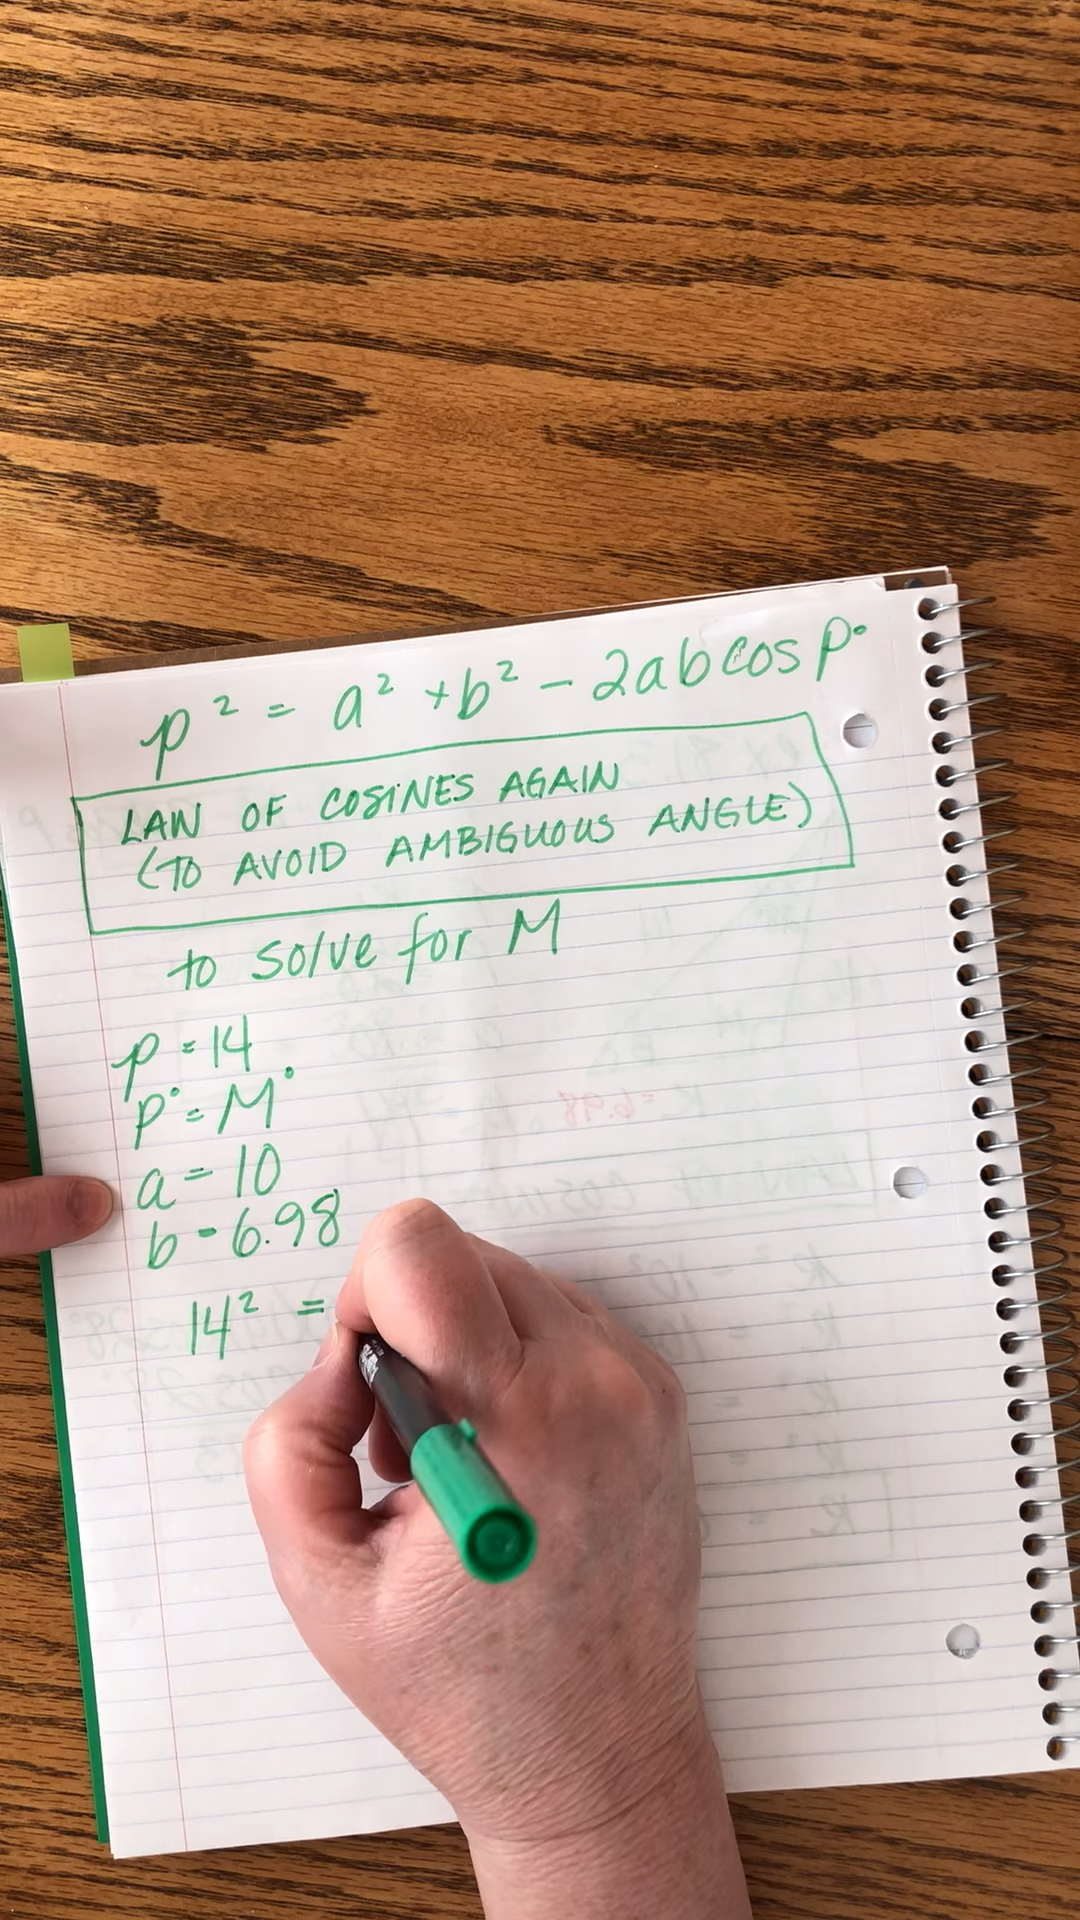 p² = a² + b² - 2ab cos P°
LAW OF COSINES AGAIN
(TO AVOID AMBIGUOUS ANGLE)
to solve for M
p = 14
P° = M°
a = 10
b = 6.98
14² =